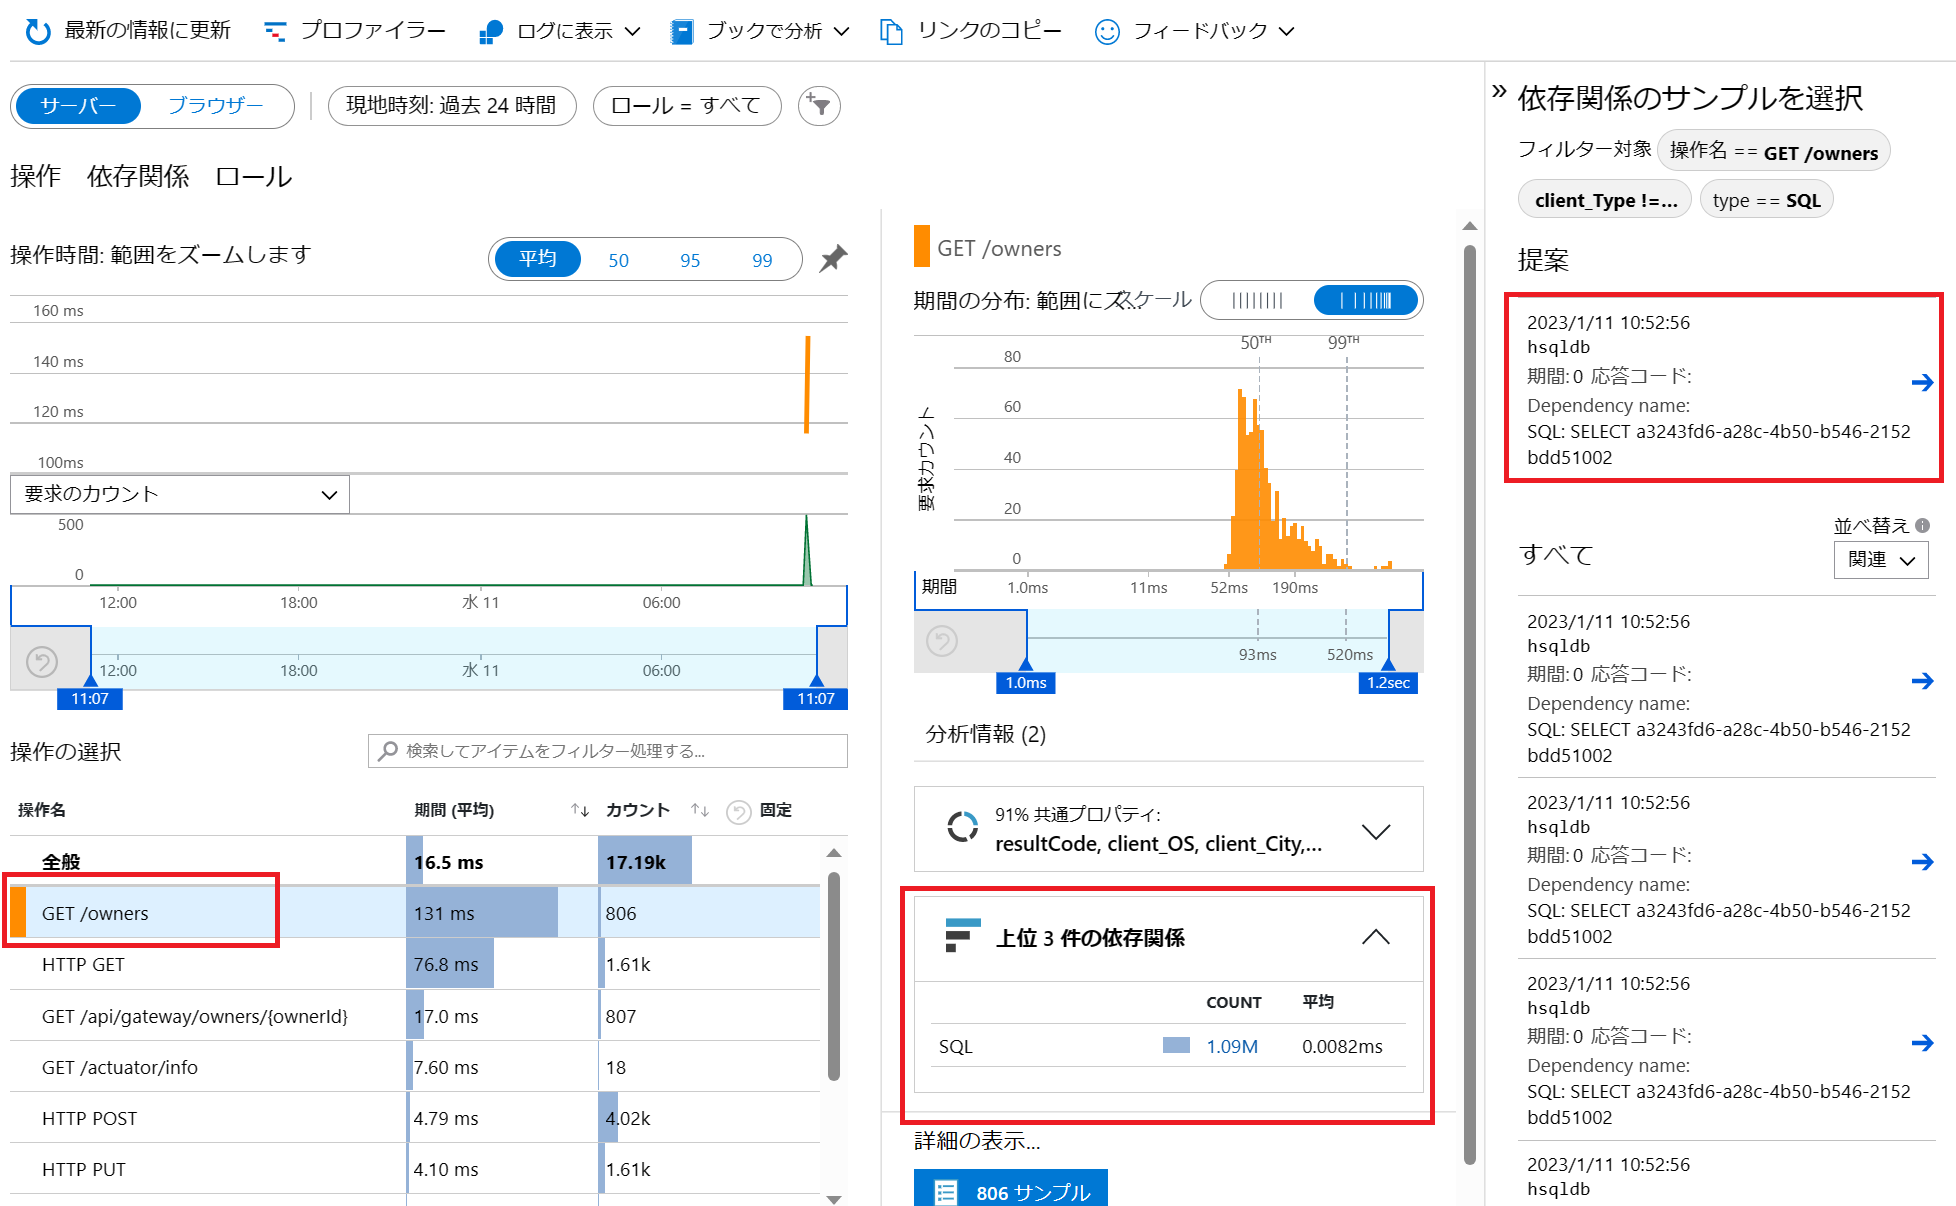 最新の情報に更新 プロファイラー ログに表示 ブックで分析 リンクのコピー フィードバック
サーバー ブラウザー 現地時刻: 過去 24 時間 ロール = すべて
操作 依存関係 ロール
操作時間: 範囲をズームします 平均 50 95 99
160 ms
140 ms
120 ms
100ms
要求のカウント
500
0
12:00 18:00 水 11 06:00
12:00 18:00 水 11 06:00
11:07 11:07
操作の選択 検索してアイテムをフィルター処理する...
操作名 期間 (平均) ↑↓ カウント ↑↓ 固定
全般 16.5 ms 17.19k
GET /owners 131 ms 806
HTTP GET 76.8 ms 1.61k
GET /api/gateway/owners/{ownerId} 17.0 ms 807
GET /actuator/info 7.60 ms 18
HTTP POST 4.79 ms 4.02k
HTTP PUT 4.10 ms 1.61k
GET /owners
期間の分布: 範囲にズ... スケール
50TH 99TH
80
60
40
20
0
要求カウント
期間 1.0ms 11ms 52ms 190ms
93ms 520ms
1.0ms 1.2sec
分析情報 (2)
91% 共通プロパティ:
resultCode, client_OS, client_City,...
上位 3 件の依存関係
COUNT 平均
SQL 1.09M 0.0082ms
詳細の表示...
806 サンプル
» 依存関係のサンプルを選択
フィルター対象 操作名 == GET /owners
client_Type !=... type == SQL
提案
2023/1/11 10:52:56
hsqldb
期間: 0 応答コード:
Dependency name:
SQL: SELECT a3243fd6-a28c-4b50-b546-2152
bdd51002
並べ替え
すべて 関連
2023/1/11 10:52:56
hsqldb
期間: 0 応答コード:
Dependency name:
SQL: SELECT a3243fd6-a28c-4b50-b546-2152
bdd51002
2023/1/11 10:52:56
hsqldb
期間: 0 応答コード:
Dependency name:
SQL: SELECT a3243fd6-a28c-4b50-b546-2152
bdd51002
2023/1/11 10:52:56
hsqldb
期間: 0 応答コード:
Dependency name:
SQL: SELECT a3243fd6-a28c-4b50-b546-2152
bdd51002
2023/1/11 10:52:56
hsqldb